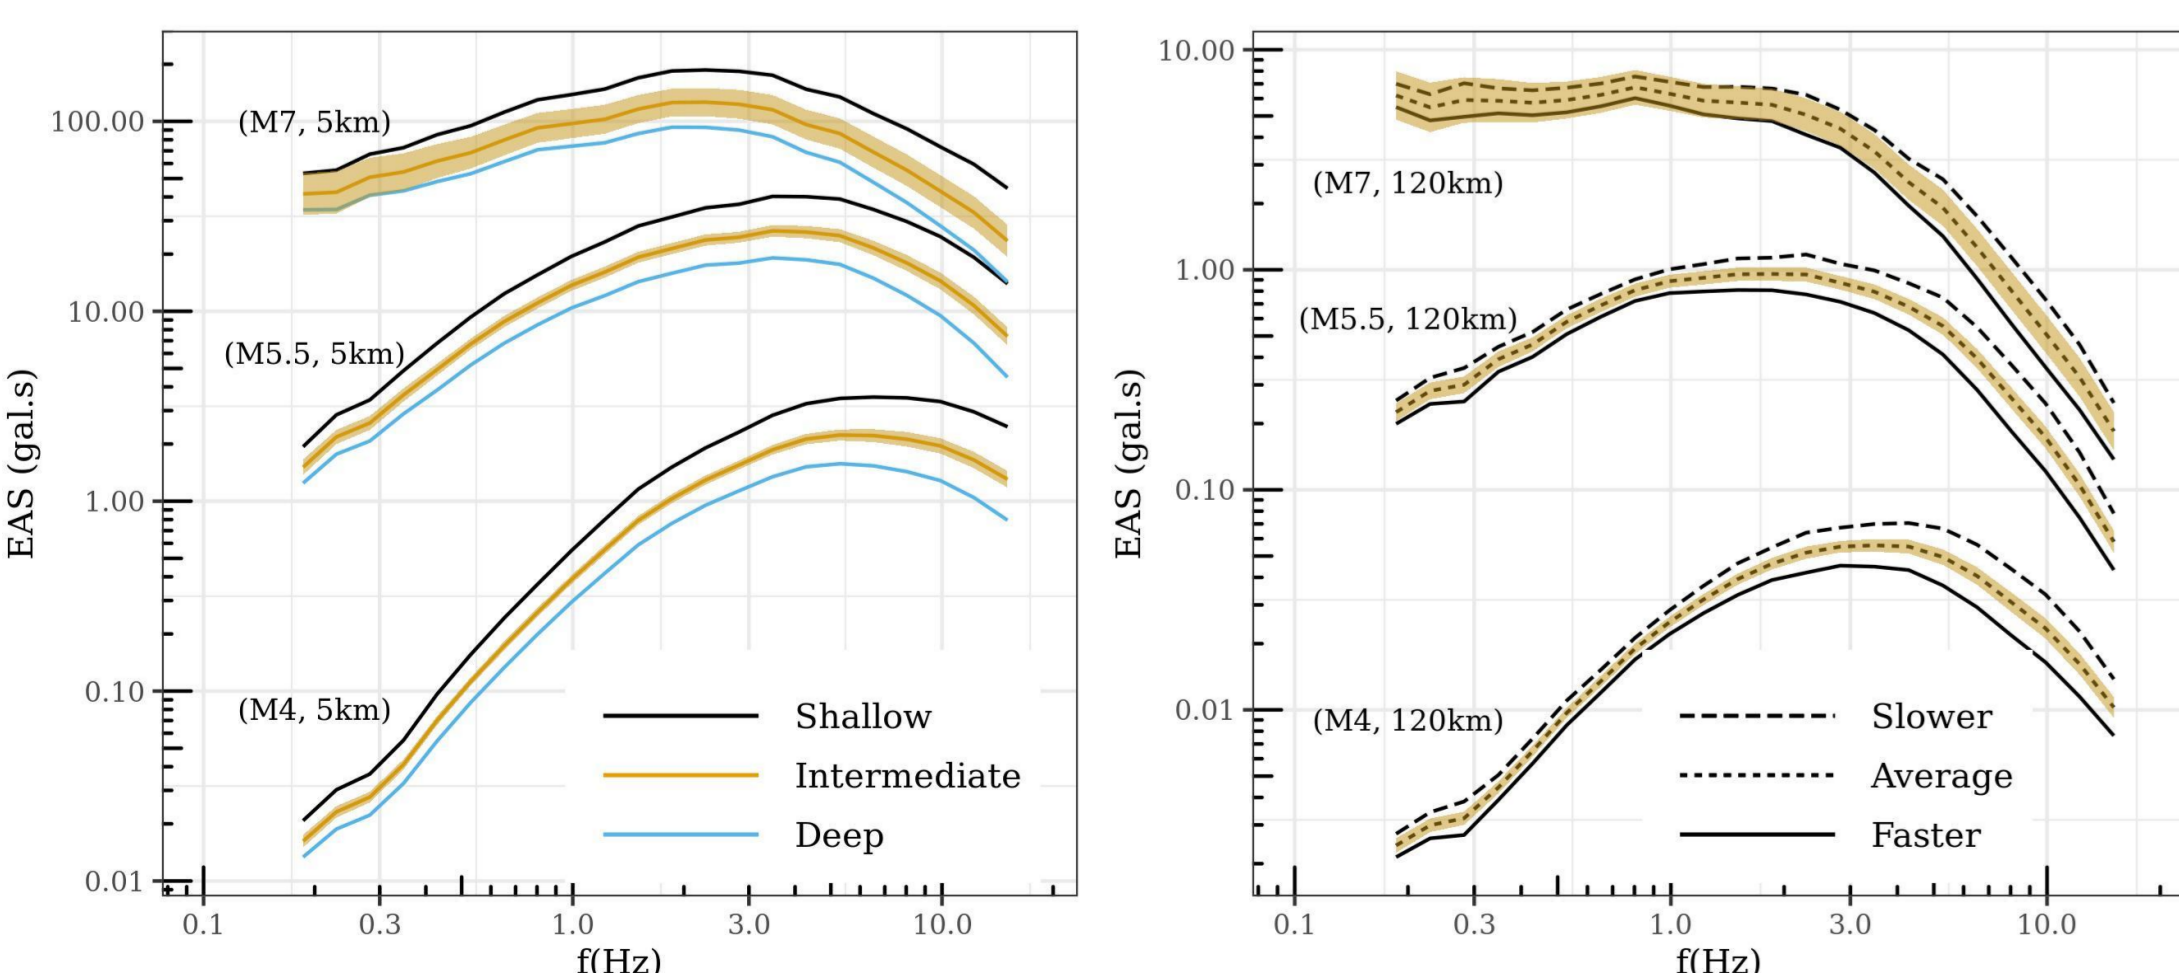 EAS (gal.s)
100.00
10.00
1.00
0.10
0.01
(M7, 5km)
(M5.5, 5km)
(M4, 5km)
Shallow
Intermediate
Deep
0.1 0.3 1.0 3.0 10.0
f(Hz)
EAS (gal.s)
10.00
1.00
0.10
0.01
(M7, 120km)
(M5.5, 120km)
(M4, 120km)
Slower
Average
Faster
0.1 0.3 1.0 3.0 10.0
f(Hz)